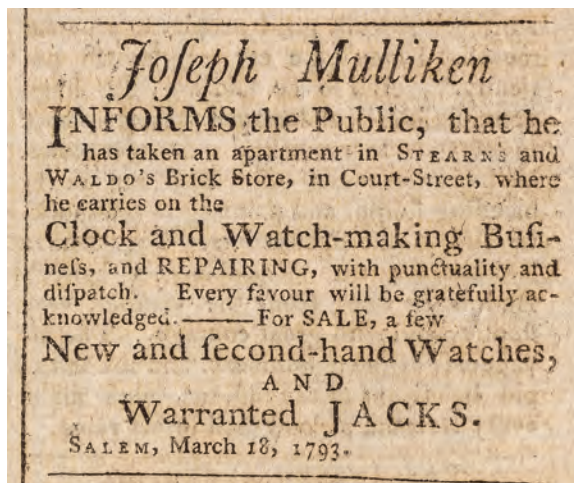 Joſeph Mulliken
INFORMS the Public, that he
has taken an apartment in STEARNS and
WALDO's Brick Store, in Court-Street, where
he carries on the
Clock and Watch-making Buſi-
neſs, and REPAIRING, with punctuality and
diſpatch. Every favour will be gratefully ac-
knowledged.——For SALE, a few
New and ſecond-hand Watches,
AND
Warranted JACKS.
SALEM, March 18, 1793.